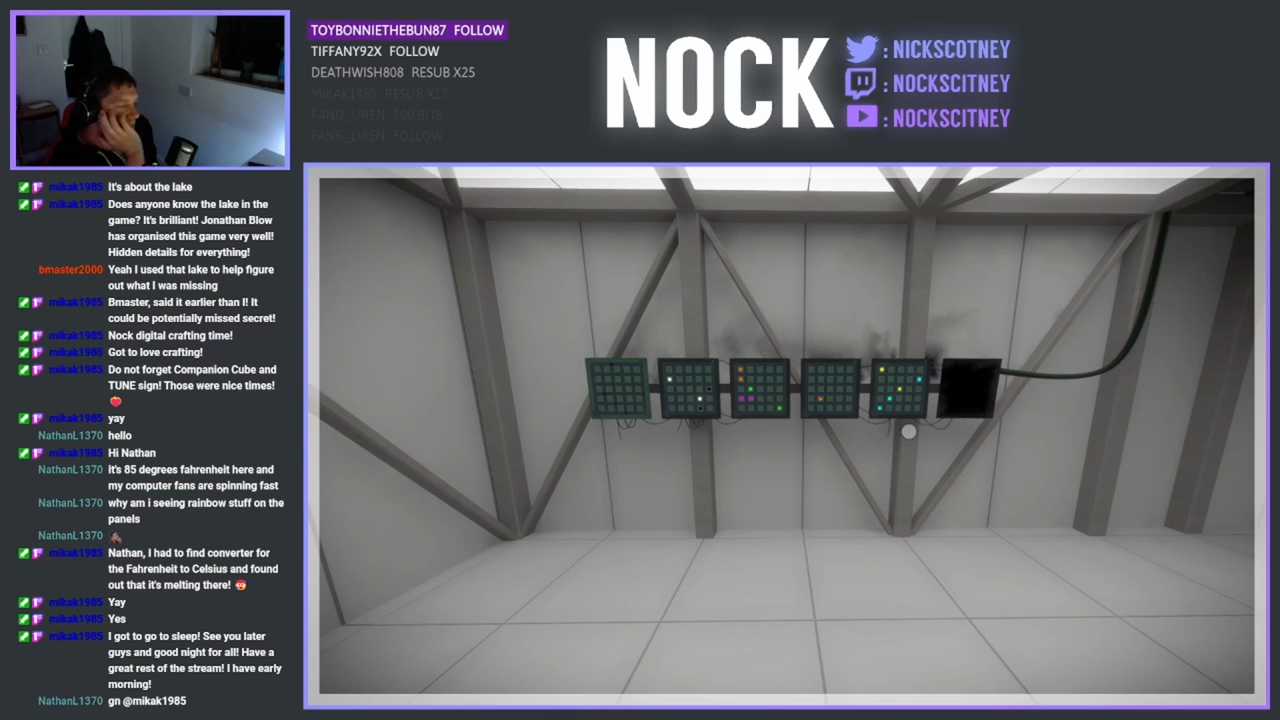 TOYBONNIETHEBUN87 FOLLOW
TIFFANY92X FOLLOW
DEATHWISH808 RESUB X25
MIKAK1985 RESUB X17
FANG_LIREN 100 BITS
FANG_LIREN FOLLOW
NOCK
: NICKSCOTNEY
: NOCKSCITNEY
: NOCKSCITNEY
mikak1985 It's about the lake
mikak1985 Does anyone know the lake in the
game? It's brilliant! Jonathan Blow
has organised this game very well!
Hidden details for everything!
bmaster2000 Yeah I used that lake to help figure
out what I was missing
mikak1985 Bmaster, said it earlier than I! It
could be potentially missed secret!
mikak1985 Nock digital crafting time!
mikak1985 Got to love crafting!
mikak1985 Do not forget Companion Cube and
TUNE sign! Those were nice times!
mikak1985 yay
NathanL1370 hello
mikak1985 Hi Nathan
NathanL1370 it's 85 degrees fahrenheit here and
my computer fans are spinning fast
NathanL1370 why am i seeing rainbow stuff on the
panels
NathanL1370
mikak1985 Nathan, I had to find converter for
the Fahrenheit to Celsius and found
out that it's melting there!
mikak1985 Yay
mikak1985 Yes
mikak1985 I got to go to sleep! See you later
guys and good night for all! Have a
great rest of the stream! I have early
morning!
NathanL1370 gn @mikak1985